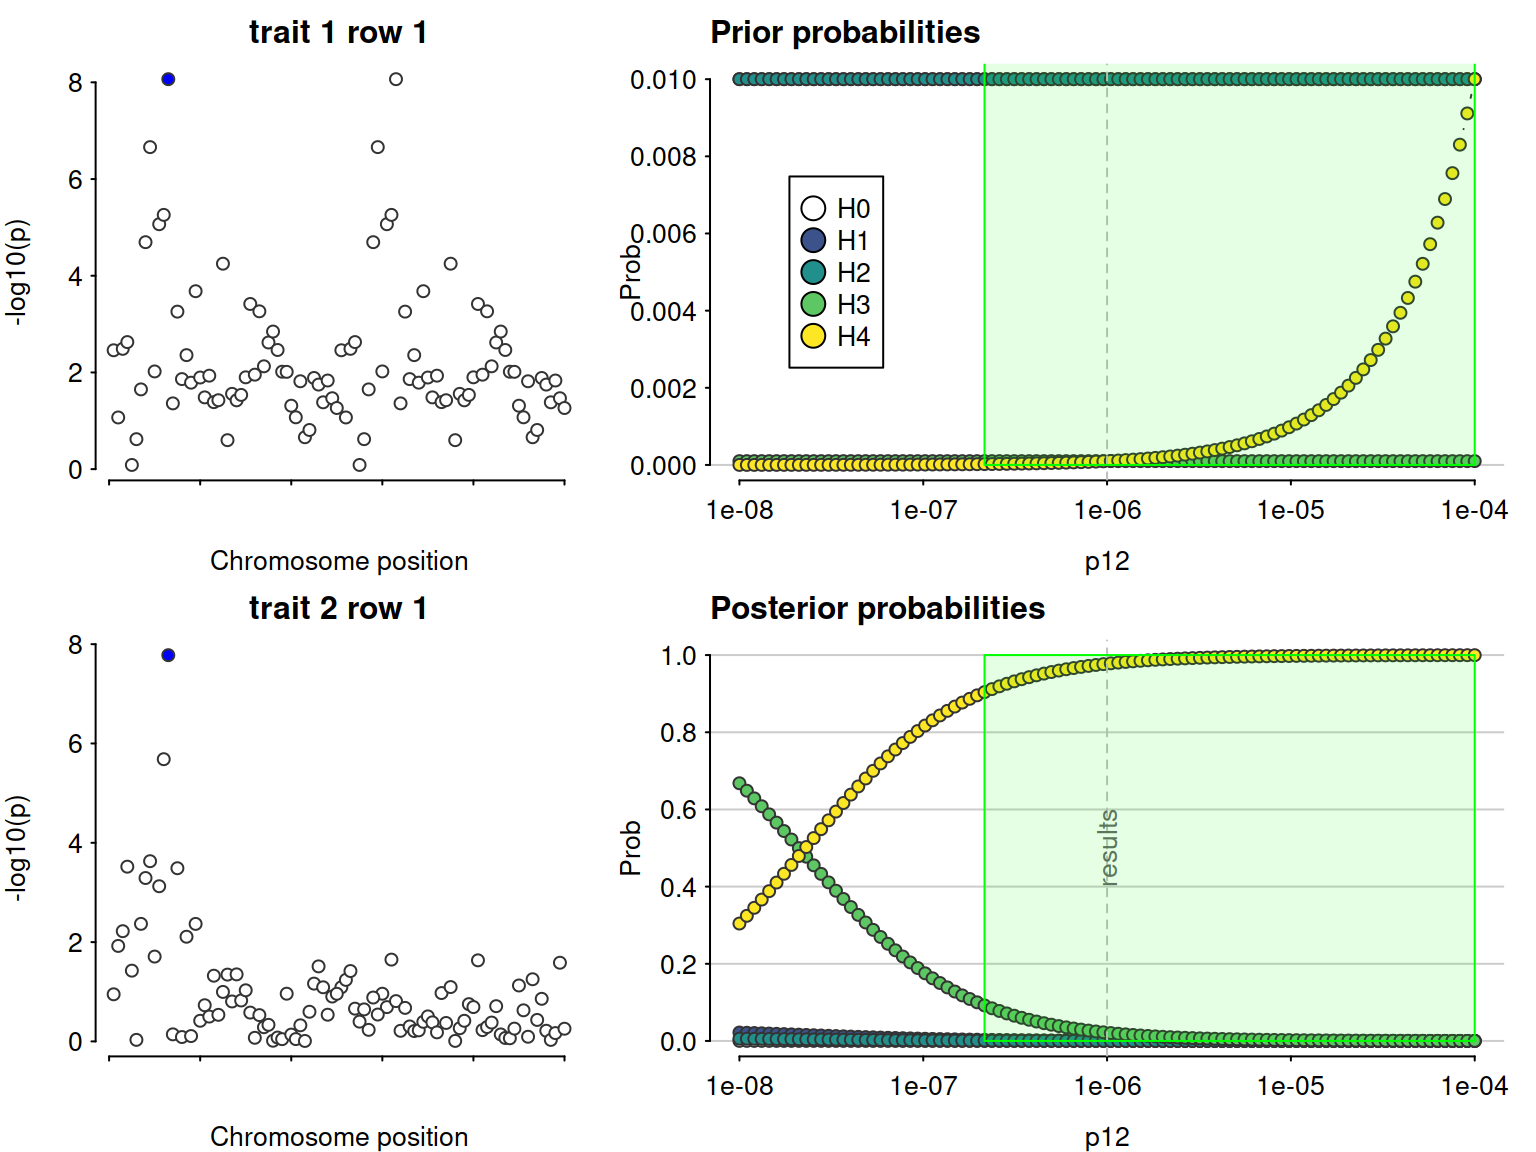 trait 1 row 1
8
6
4
2
0
-log10(p)
Chromosome position
Prior probabilities
0.010
0.008
0.006
0.004
0.002
0.000
Prob
H0
H1
H2
H3
H4
1e-08 1e-07 1e-06 1e-05 1e-04
p12
trait 2 row 1
8
6
4
2
0
-log10(p)
Chromosome position
Posterior probabilities
1.0
0.8
0.6
0.4
0.2
0.0
Prob
results
1e-08 1e-07 1e-06 1e-05 1e-04
p12